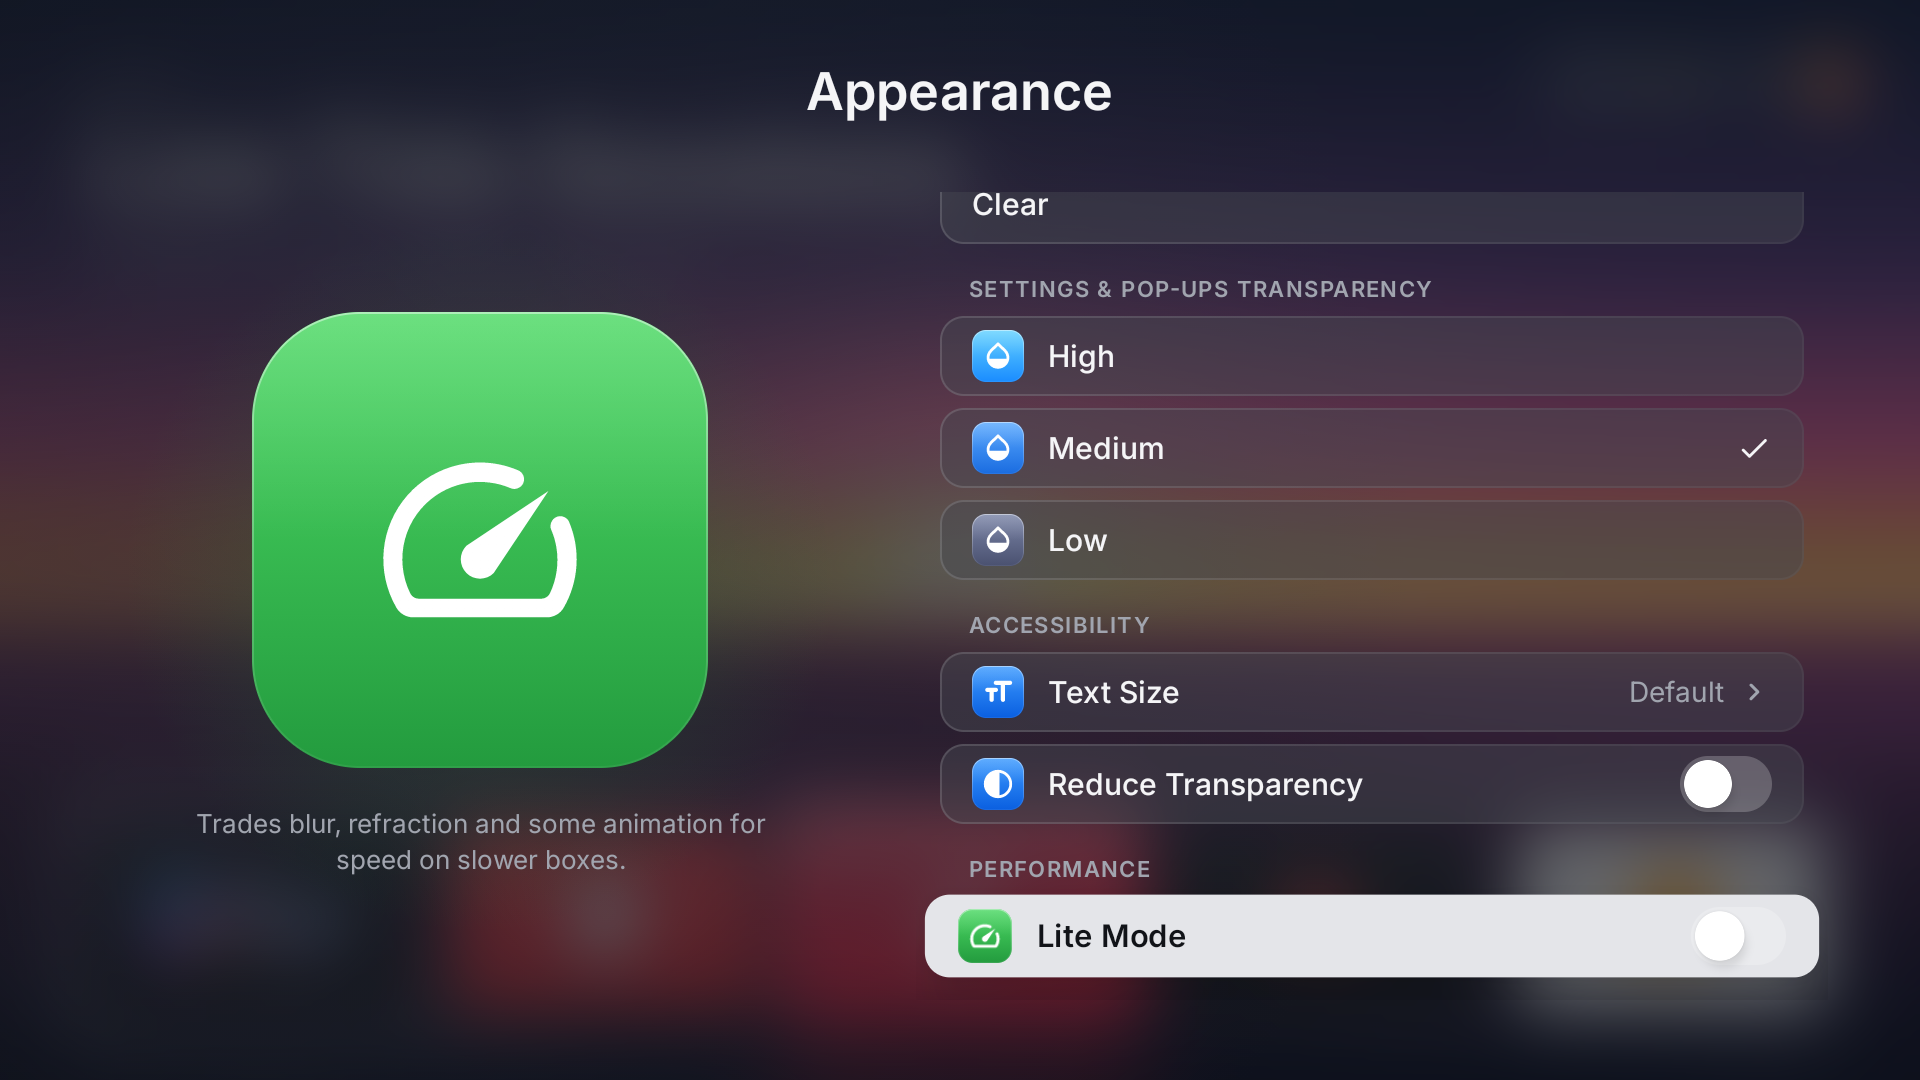 Appearance
Clear
SETTINGS & POP-UPS TRANSPARENCY
High
Medium
Low
ACCESSIBILITY
Text Size
Default
Reduce Transparency
PERFORMANCE
Lite Mode
Trades blur, refraction and some animation for
speed on slower boxes.